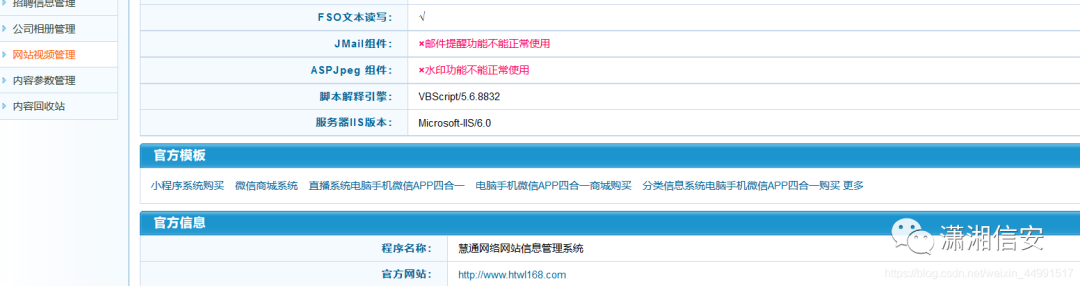 招聘信息管理
公司相册管理
网站视频管理
内容参数管理
内容回收站
FSO文本读写： √
JMail组件： ×邮件提醒功能不能正常使用
ASPJpeg 组件： ×水印功能不能正常使用
脚本解释引擎： VBScript/5.6.8832
服务器IIS版本： Microsoft-IIS/6.0
官方模板
小程序系统购买 微信商城系统 直播系统电脑手机微信APP四合一 电脑手机微信APP四合一商城购买 分类信息系统电脑手机微信APP四合一购买 更多
官方信息
程序名称： 慧通网络网站信息管理系统
官方网站： http://www.htwl168.com
潇湘信安
https://blog.csdn.net/weixin_44991517